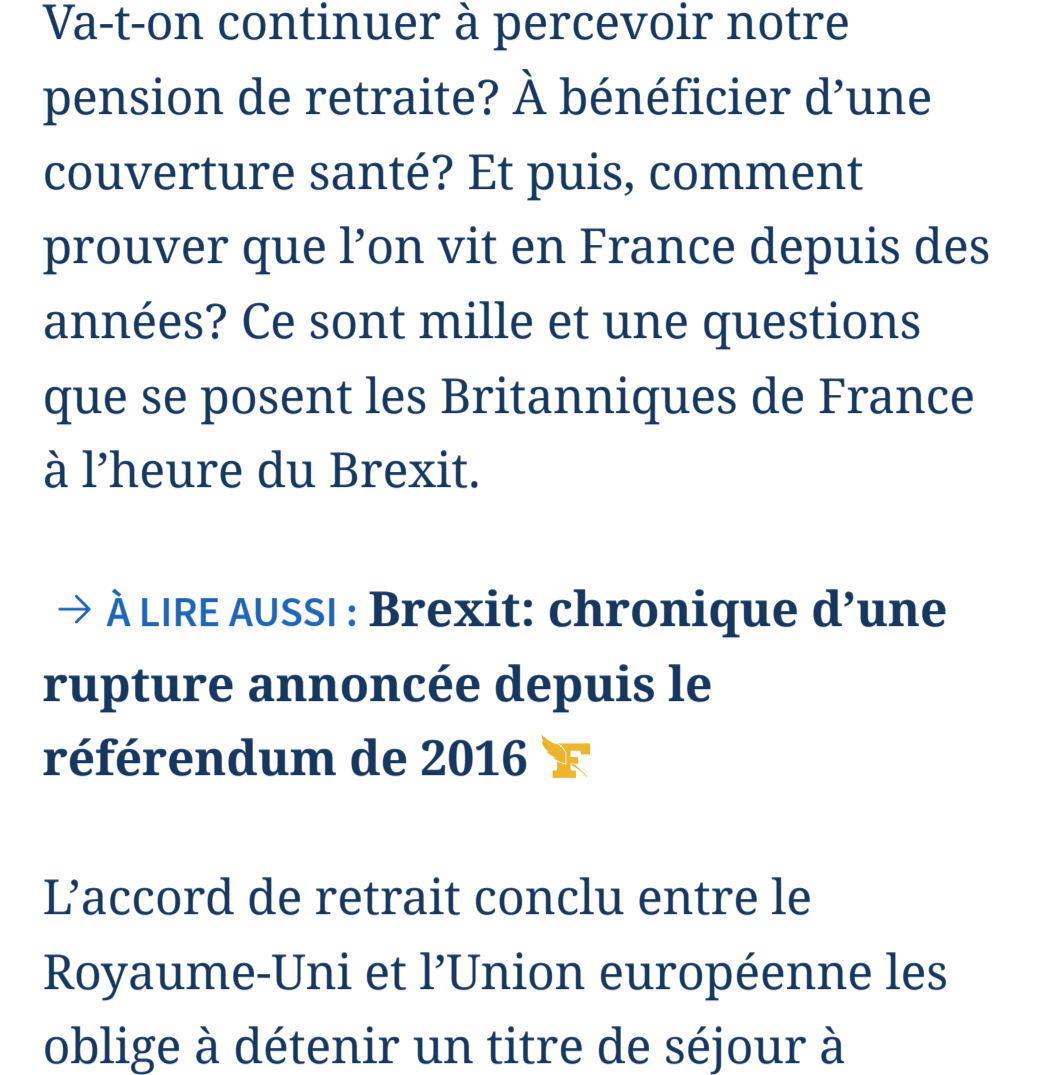 Va-t-on continuer à percevoir notre
pension de retraite? À bénéficier d’une
couverture santé? Et puis, comment
prouver que l’on vit en France depuis des
années? Ce sont mille et une questions
que se posent les Britanniques de France
à l’heure du Brexit.
→ À LIRE AUSSI : Brexit: chronique d’une
rupture annoncée depuis le
référendum de 2016 F
L’accord de retrait conclu entre le
Royaume-Uni et l’Union européenne les
oblige à détenir un titre de séjour à